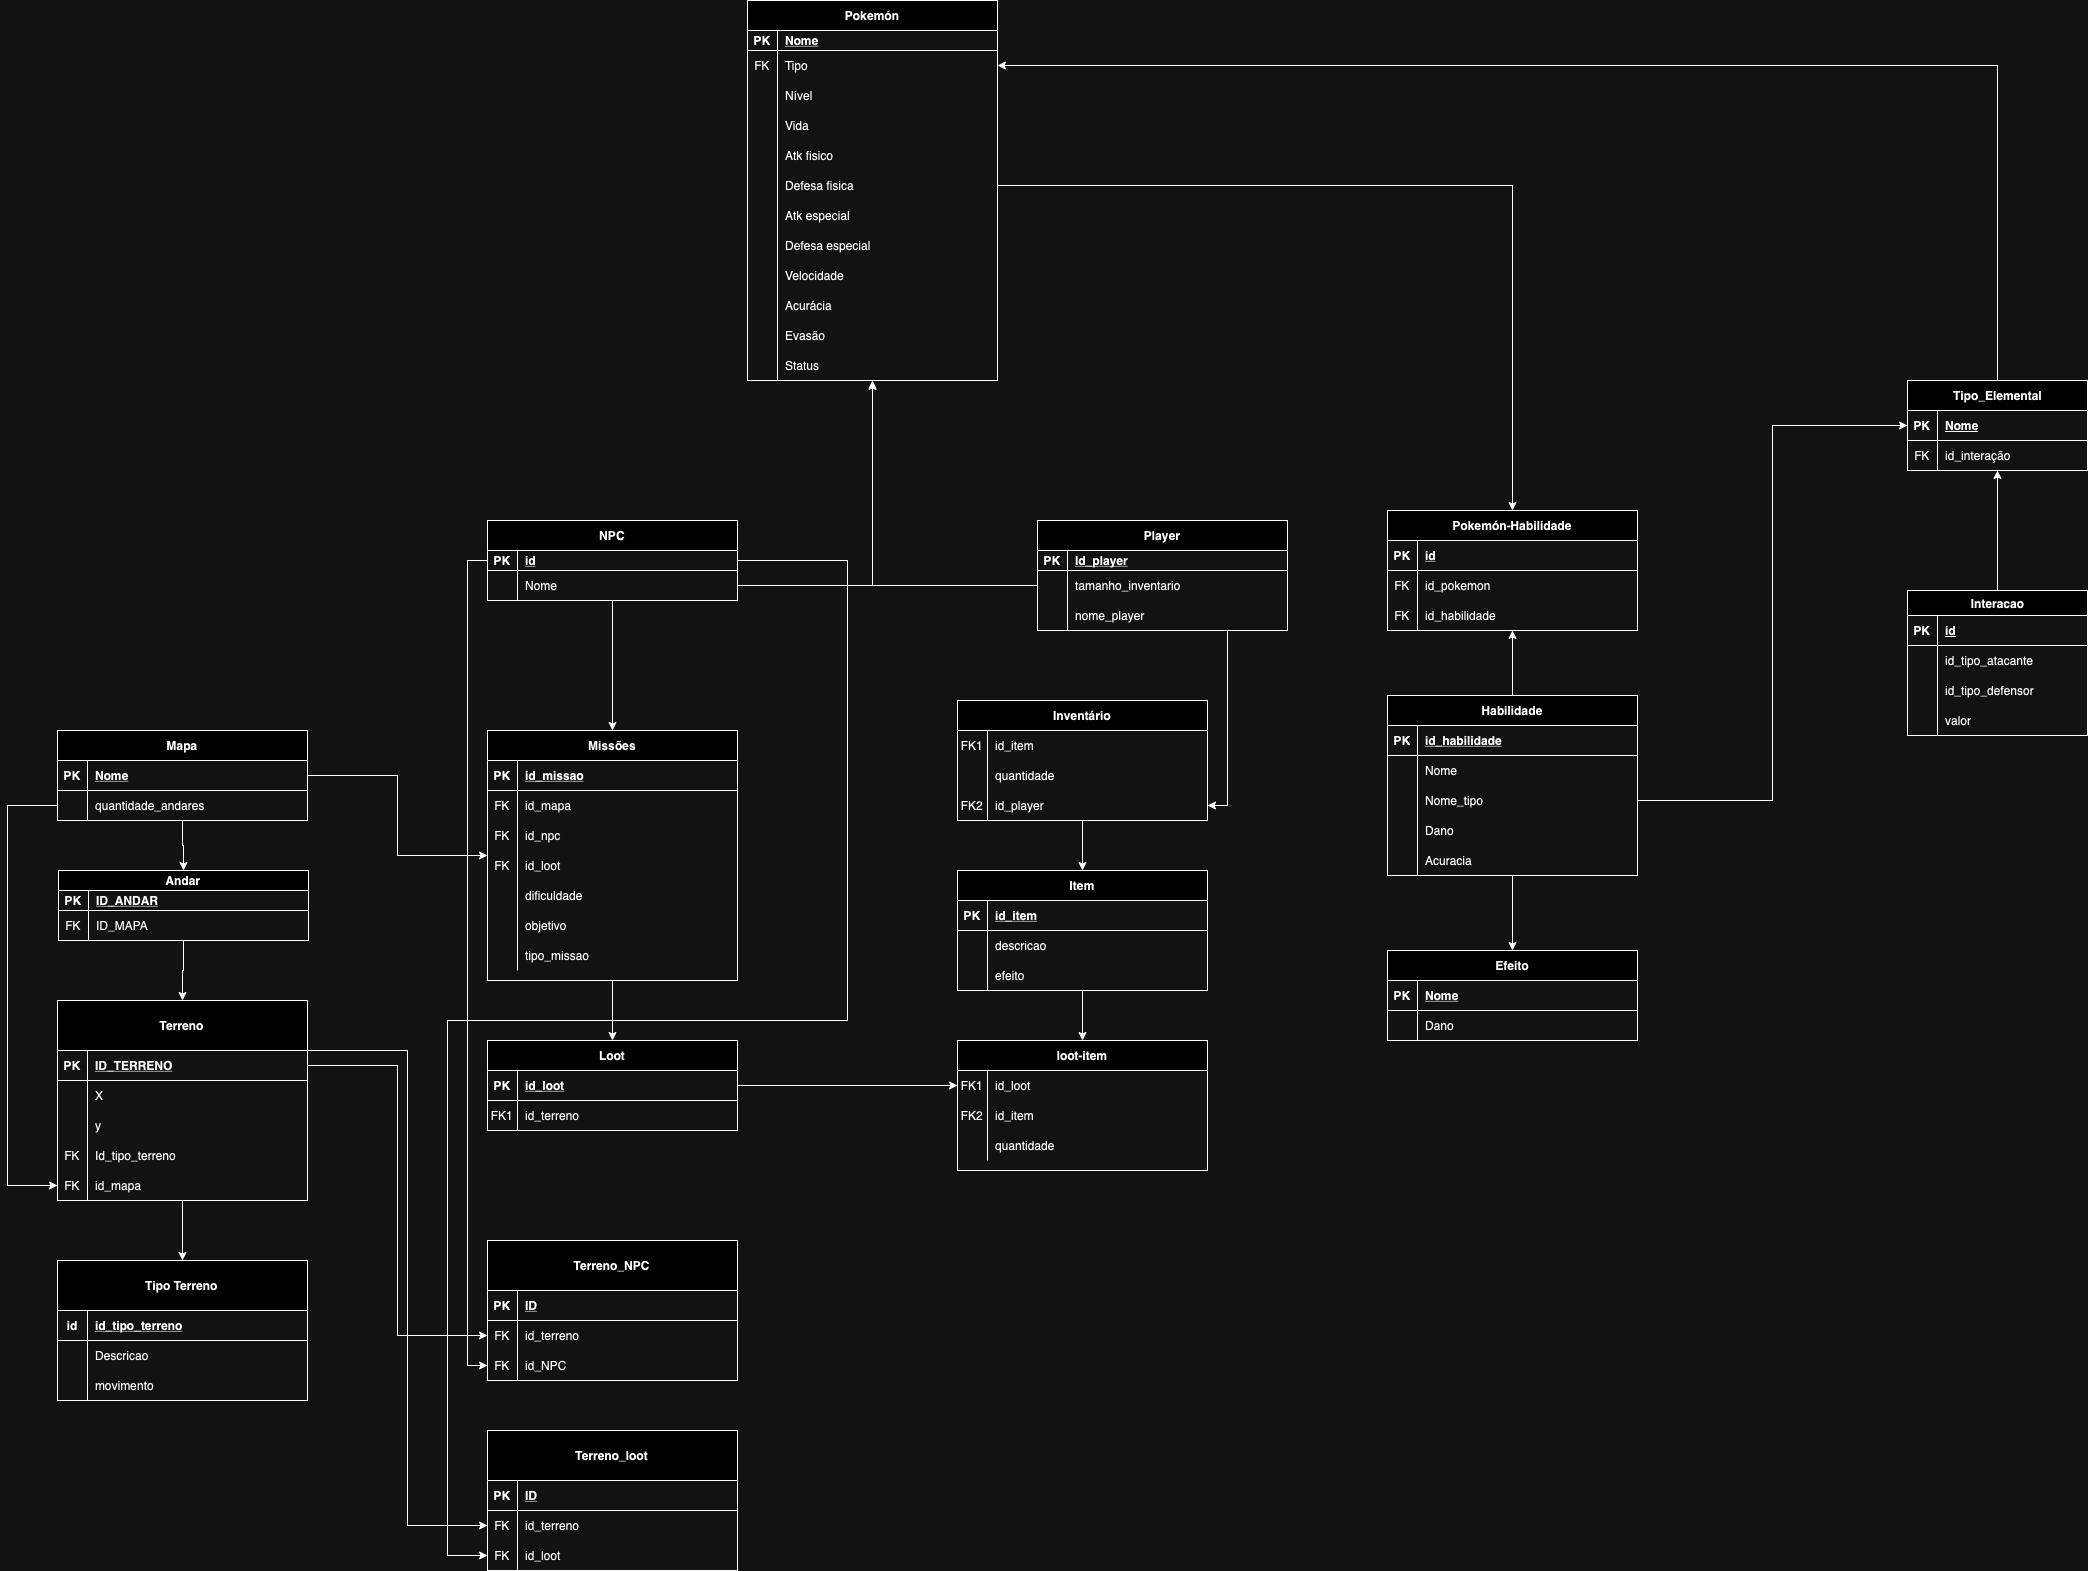 Pokemón
PK Nome
FK Tipo
Nível
Vida
Atk fisico
Defesa fisica
Atk especial
Defesa especial
Velocidade
Acurácia
Evasão
Status
Tipo_Elemental
PK Nome
FK id_interação
NPC
PK id
Nome
Player
PK Id_player
tamanho_inventario
nome_player
Pokemón-Habilidade
PK id
FK id_pokemon
FK id_habilidade
Interacao
PK id
id_tipo_atacante
id_tipo_defensor
valor
Mapa
PK Nome
quantidade_andares
Missões
PK id_missao
FK id_mapa
FK id_npc
FK id_loot
dificuldade
objetivo
tipo_missao
Inventário
FK1 id_item
quantidade
FK2 id_player
Habilidade
PK id_habilidade
Nome
Nome_tipo
Dano
Acuracia
Andar
PK ID_ANDAR
FK ID_MAPA
Item
PK id_item
descricao
efeito
Efeito
PK Nome
Dano
Terreno
PK ID_TERRENO
X
y
FK Id_tipo_terreno
FK id_mapa
Loot
PK id_loot
FK1 id_terreno
loot-item
FK1 id_loot
FK2 id_item
quantidade
Tipo Terreno
id id_tipo_terreno
Descricao
movimento
Terreno_NPC
PK ID
FK id_terreno
FK id_NPC
Terreno_loot
PK ID
FK id_terreno
FK id_loot